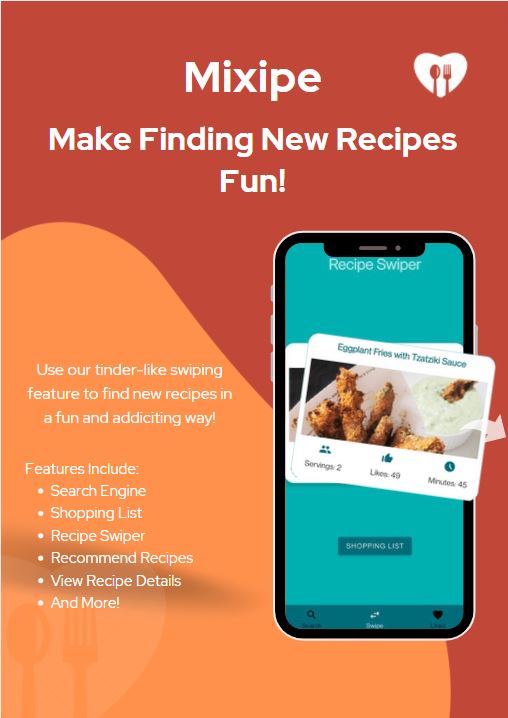 Mixipe
Make Finding New Recipes
Fun!
Recipe Swiper
Eggplant Fries with Tzatziki Sauce
Servings: 2
Likes: 49
Minutes: 45
SHOPPING LIST
Search
Swipe
Likes
Use our tinder-like swiping
feature to find new recipes in
a fun and addiciting way!
Features Include:
Search Engine
Shopping List
Recipe Swiper
Recommend Recipes
View Recipe Details
And More!